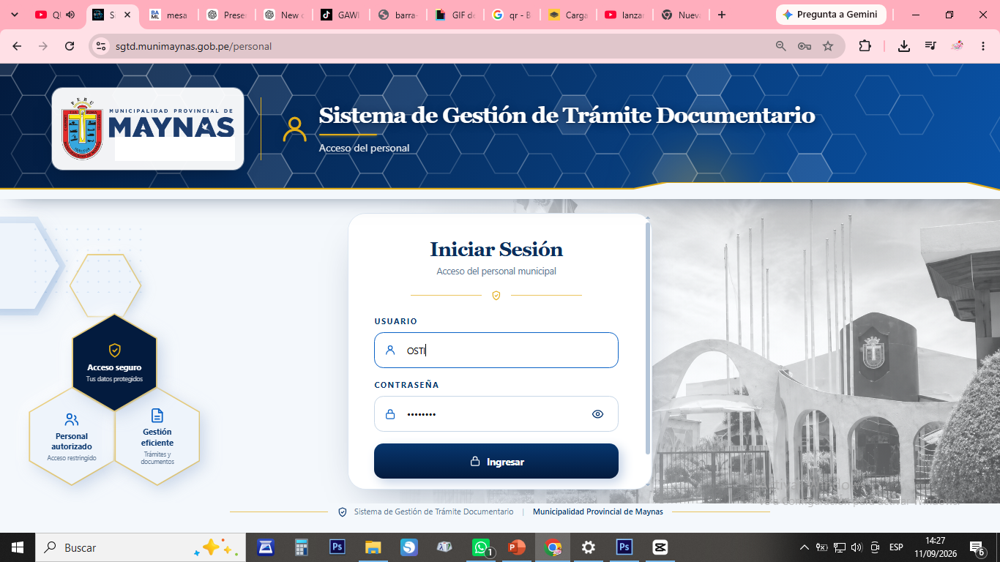 Q
S
mesa
Prese
New c
GAWI
barra-
GIF de
qr - B
Carga
lanzar
Nueva
Pregunta a Gemini
sgtd.munimaynas.gob.pe/personal
PERÚ
MUNICIPALIDAD PROVINCIAL DE
MAYNAS
Sistema de Gestión de Trámite Documentario
Acceso del personal
Iniciar Sesión
Acceso del personal municipal
USUARIO
OSTI
CONTRASEÑA
••••••••
Ingresar
Acceso seguro
Tus datos protegidos
Personal
autorizado
Acceso restringido
Gestión
eficiente
Trámites y
documentos
Ve a Configuración para activar Windows.
Sistema de Gestión de Trámite Documentario | Municipalidad Provincial de Maynas
Buscar
1
ESP
14:27
11/09/2026
6